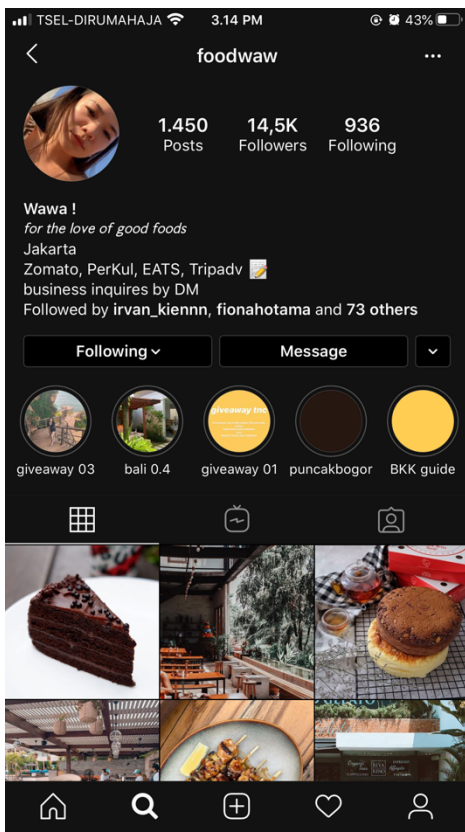 TSEL-DIRUMAHAJA 3.14 PM 43%
foodwaw
1.450 14,5K 936
Posts Followers Following
Wawa !
for the love of good foods
Jakarta
Zomato, PerKul, EATS, Tripadv
business inquires by DM
Followed by irvan_kiennn, fionahotama and 73 others
Following Message
giveaway tnc
giveaway 03 bali 0.4 giveaway 01 puncakbogor BKK guide